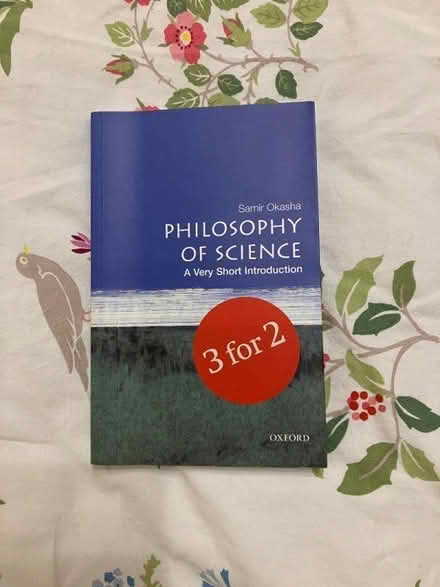 Samir Okasha
PHILOSOPHY
OF SCIENCE
A Very Short Introduction
3 for 2
OXFORD